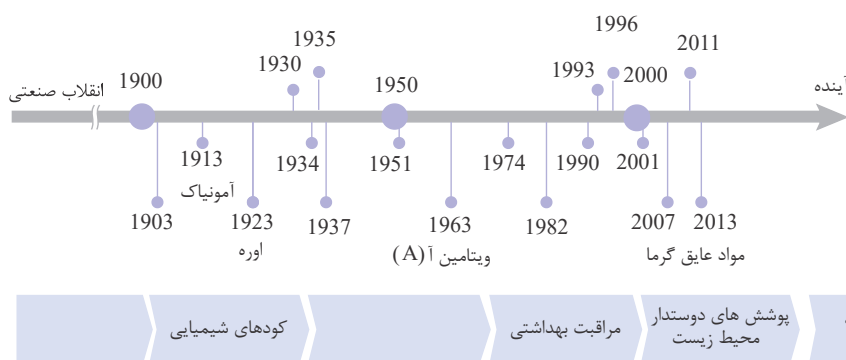 1996
1935
2011
1930
1993
2000
1950
1900
آینده
انقلاب صنعتی
1913
1934
1951
1974
1990
2001
آمونیاک
1903
1923
1937
1963
1982
2007
2013
اوره
ویتامین آ (A)
مواد عایق گرما
کودهای شیمیایی
مراقبت بهداشتی
پوشش های دوستدار
محیط زیست